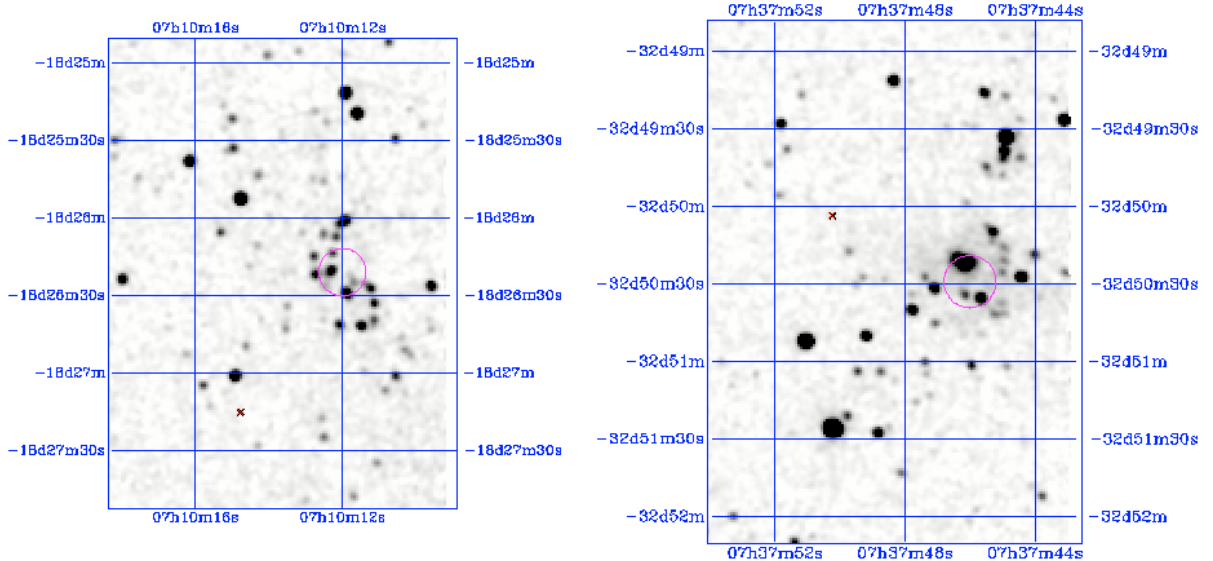 07h10m16s 07h10m12s
-18d25m -18d25m
-18d25m30s -18d25m30s
-18d26m -18d26m
-18d26m30s -18d26m30s
-18d27m -18d27m
-18d27m30s -18d27m30s
07h10m16s 07h10m12s
07h37m52s 07h37m48s 07h37m44s
-32d49m -32d49m
-32d49m30s -32d49m30s
-32d50m -32d50m
-32d50m30s -32d50m30s
-32d51m -32d51m
-32d51m30s -32d51m30s
-32d52m -32d52m
07h37m52s 07h37m48s 07h37m44s